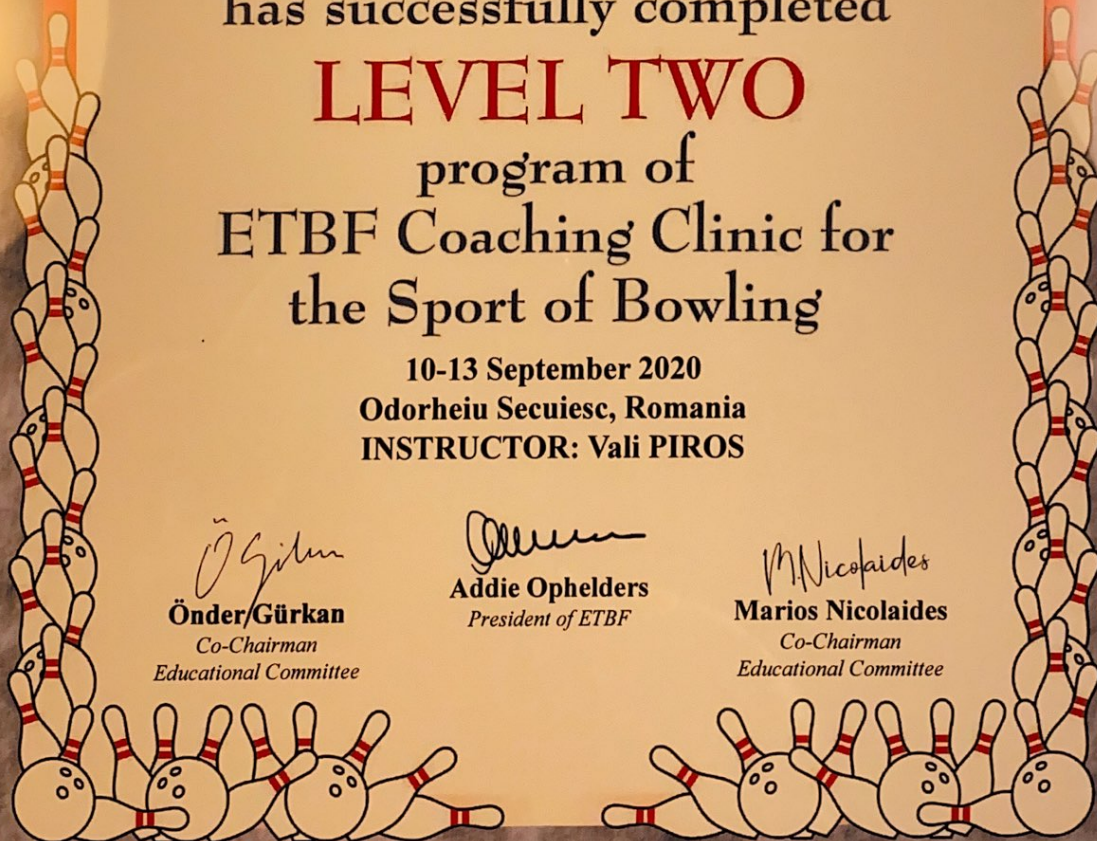 has successfully completed
LEVEL TWO
program of
ETBF Coaching Clinic for
the Sport of Bowling
10-13 September 2020
Odorheiu Secuiesc, Romania
INSTRUCTOR: Vali PIROS
M.Nicolaides
Önder Gürkan
Co-Chairman
Educational Committee
Addie Ophelders
President of ETBF
Marios Nicolaides
Co-Chairman
Educational Committee